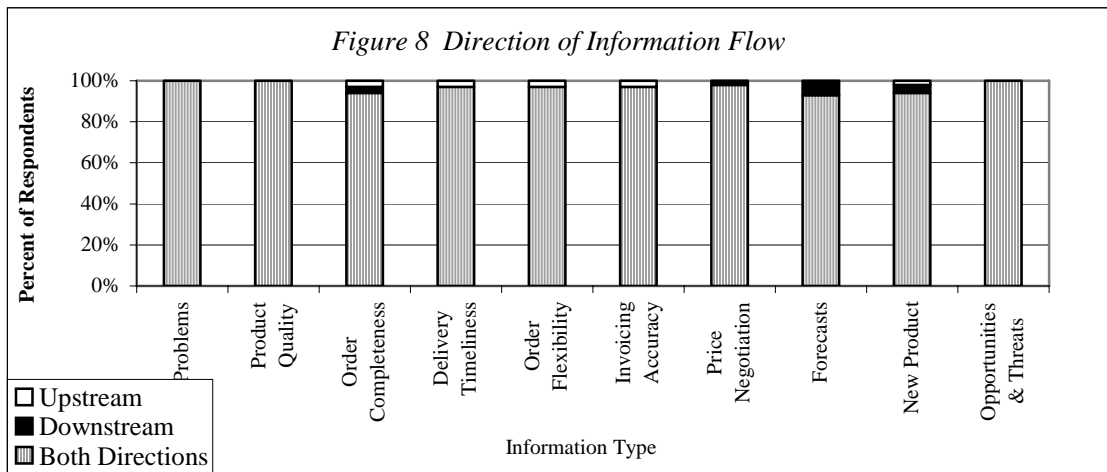 Figure 8 Direction of Information Flow
Percent of Respondents
100%
80%
60%
40%
20%
0%
Problems
Product
Quality
Order
Completeness
Delivery
Timeliness
Order
Flexibility
Invoicing
Accuracy
Price
Negotiation
Forecasts
New Product
Opportunities
& Threats
Information Type
Upstream
Downstream
Both Directions